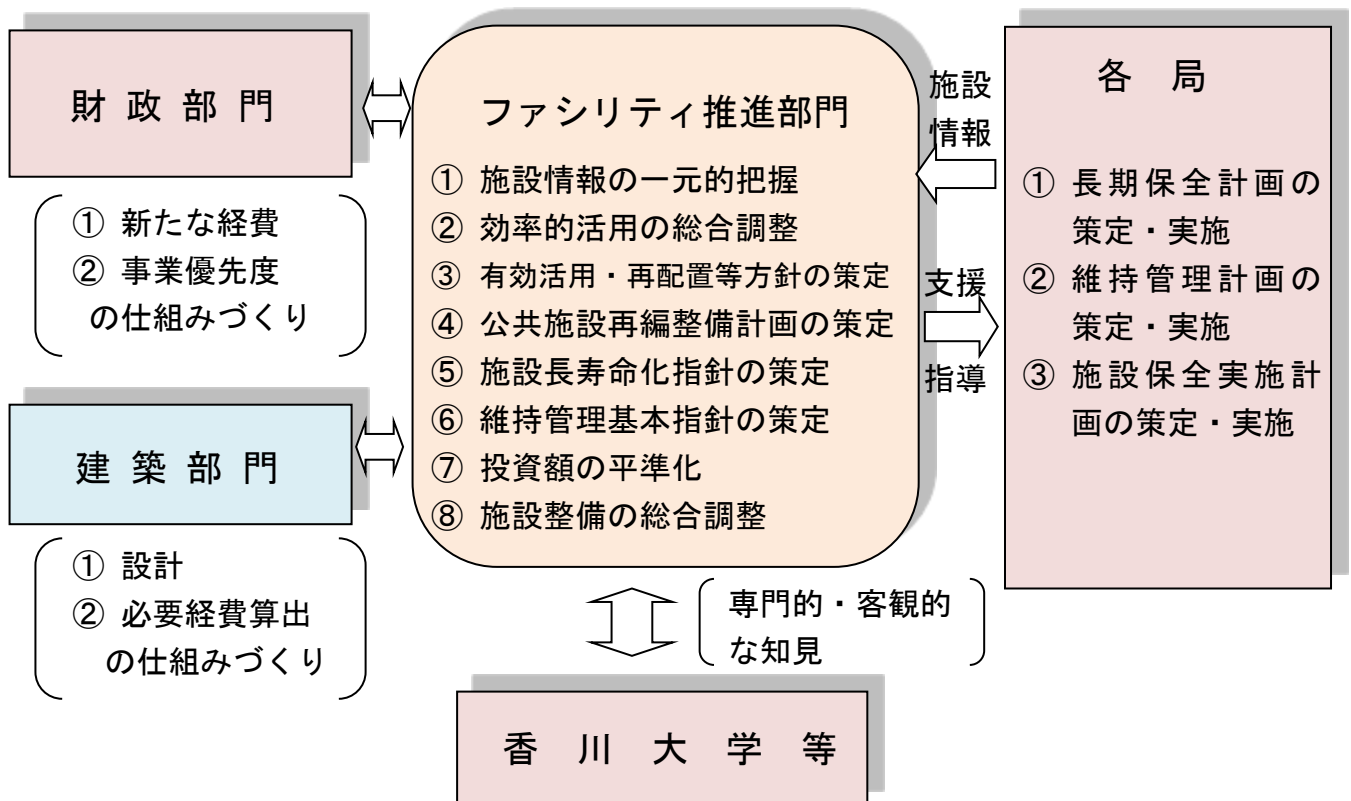 財政部門
① 新たな経費
② 事業優先度
の仕組みづくり
建築部門
① 設計
② 必要経費算出
の仕組みづくり
ファシリティ推進部門
① 施設情報の一元的把握
② 効率的活用の総合調整
③ 有効活用・再配置等方針の策定
④ 公共施設再編整備計画の策定
⑤ 施設長寿命化指針の策定
⑥ 維持管理基本指針の策定
⑦ 投資額の平準化
⑧ 施設整備の総合調整
施設
情報
支援
指導
各局
① 長期保全計画の
策定・実施
② 維持管理計画の
策定・実施
③ 施設保全実施計
画の策定・実施
専門的・客観的
な知見
香川大学等